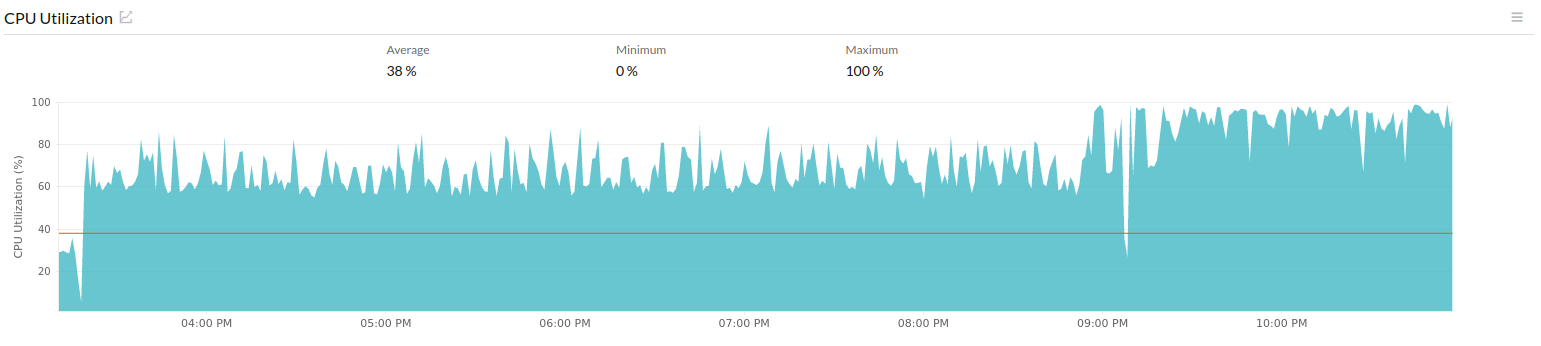 CPU Utilization
Average Minimum Maximum
38 % 0 % 100 %
100
80
60
40
20
CPU Utilization (%)
04:00 PM 05:00 PM 06:00 PM 07:00 PM 08:00 PM 09:00 PM 10:00 PM